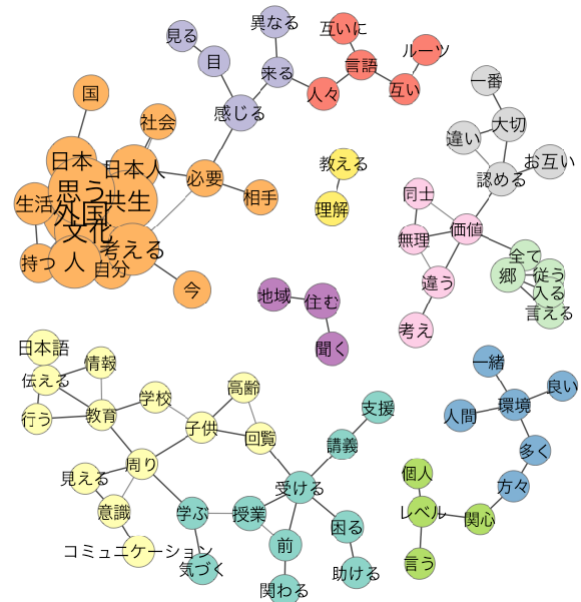 見る
異なる
互いに
ルーツ
目
来る
言語
人々
互い
感じる
国
社会
日本
日本人
思う
共生
外国
文化
生活
必要
相手
考える
持つ
人
自分
今
教える
理解
一番
大切
違い
お互い
認める
同士
価値
無理
違う
考え
全て
郷
従う
入る
言える
地域
住む
聞く
日本語
伝える
情報
行う
教育
学校
高齢
子供
回覧
周り
見える
意識
コミュニケーション
支援
講義
受ける
学ぶ
授業
気づく
前
困る
関わる
助ける
一緒
良い
人間
環境
多く
方々
個人
レベル
関心
言う